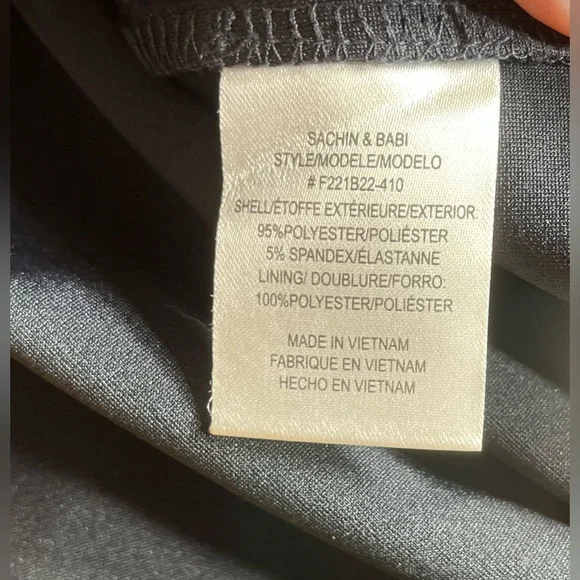 SACHIN & BABI
STYLE/MODELE/MODELO
# F221B22-410
SHELL/ÉTOFFE EXTÉRIEURE/EXTERIOR:
95%POLYESTER/POLIÉSTER
5% SPANDEX/ÉLASTANNE
LINING/ DOUBLURE/FORRO:
100%POLYESTER/POLIÉSTER
MADE IN VIETNAM
FABRIQUE EN VIETNAM
HECHO EN VIETNAM